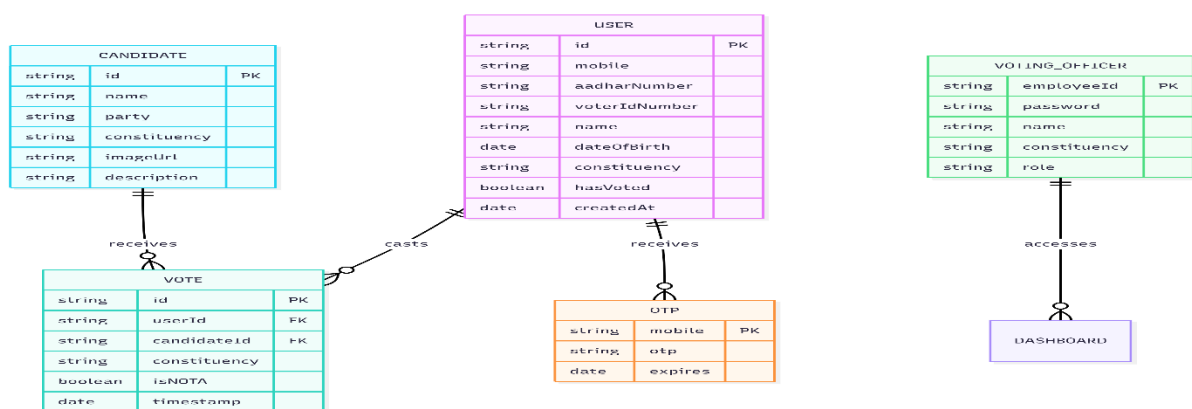 CANDIDATE
string id PK
string name
string party
string constituency
string imageUrl
string description
USER
string id PK
string mobile
string aadharNumber
string voterIdNumber
string name
date dateOfBirth
string constituency
boolean hasVoted
date createdAt
VOTING_OFFICER
string employeeId PK
string password
string name
string constituency
string role
receives
casts
receives
accesses
VOTE
string id PK
string userId FK
string candidateId FK
string constituency
boolean isNOTA
date timestamp
OTP
string mobile PK
string otp
date expires
DASHBOARD